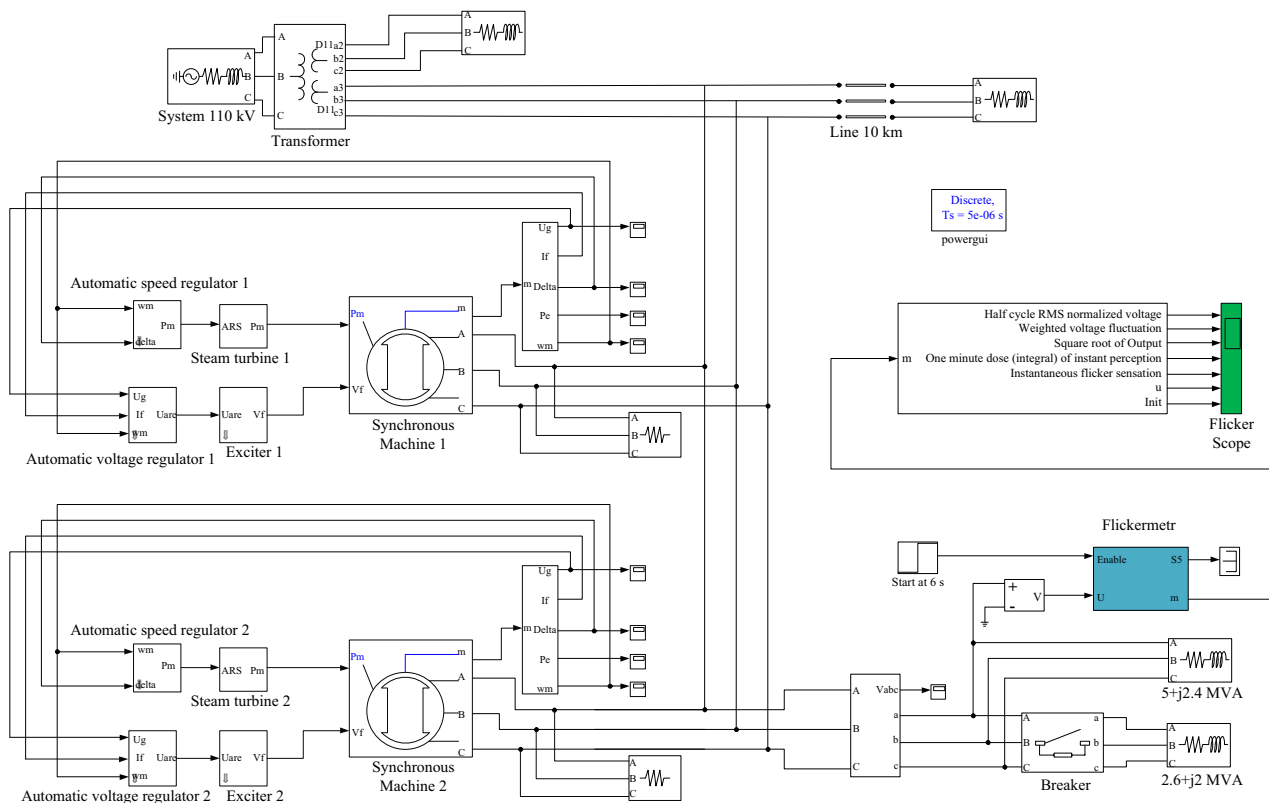 A
B
C
System 110 kV
A
B
C
D11a2
b2
c2
a3
b3
D11c3
Transformer
A
B
C
Line 10 km
A
B
C
Discrete,
Ts = 5e-06 s
powergui
Automatic speed regulator 1
wm
delta
Pm
ARS Pm
Steam turbine 1
Pm
Vf
m
A
B
C
Synchronous
Machine 1
m
Ug
If
Delta
Pe
wm
A
B
C
Ug
If
wm
Uare
Automatic voltage regulator 1
Uare Vf
Exciter 1
m
Half cycle RMS normalized voltage
Weighted voltage fluctuation
Square root of Output
One minute dose (integral) of instant perception
Instantaneous flicker sensation
u
Init
Flicker
Scope
Automatic speed regulator 2
wm
delta
Pm
ARS Pm
Steam turbine 2
Pm
Vf
m
A
B
C
Synchronous
Machine 2
m
Ug
If
Delta
Pe
wm
A
B
C
Ug
If
wm
Uare
Automatic voltage regulator 2
Uare Vf
Exciter 2
Flickermetr
Start at 6 s
Enable
U
S5
m
+
-
V
A
B
C
Vabc
a
b
c
A
B
C
5+j2.4 MVA
A
B
C
a
b
c
Breaker
A
B
C
2.6+j2 MVA